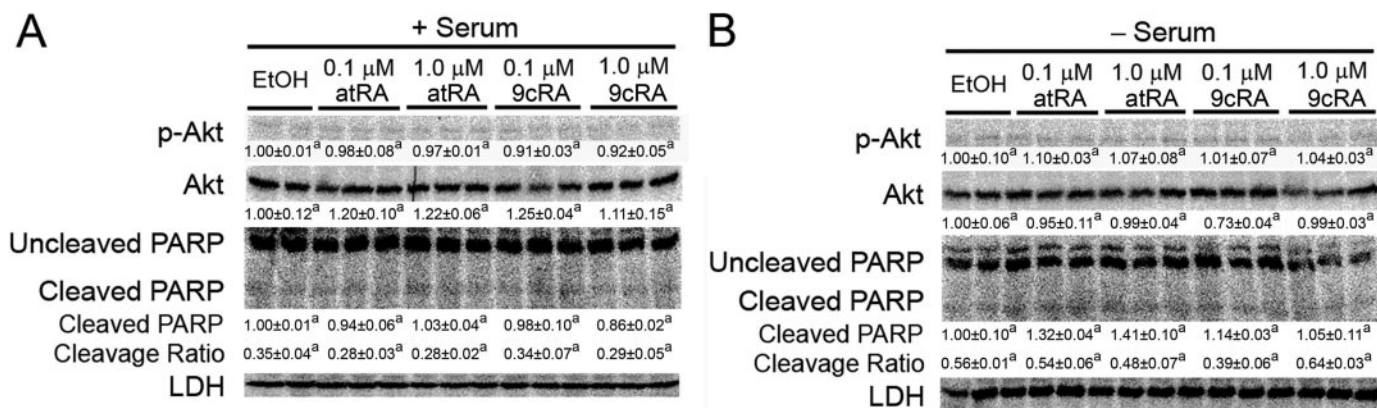 A
+ Serum
EtOH 0.1 μM atRA 1.0 μM atRA 0.1 μM 9cRA 1.0 μM 9cRA
p-Akt
1.00±0.01a 0.98±0.08a 0.97±0.01a 0.91±0.03a 0.92±0.05a
Akt
1.00±0.12a 1.20±0.10a 1.22±0.06a 1.25±0.04a 1.11±0.15a
Uncleaved PARP
Cleaved PARP
Cleaved PARP 1.00±0.01a 0.94±0.06a 1.03±0.04a 0.98±0.10a 0.86±0.02a
Cleavage Ratio 0.35±0.04a 0.28±0.03a 0.28±0.02a 0.34±0.07a 0.29±0.05a
LDH
B
– Serum
EtOH 0.1 μM atRA 1.0 μM atRA 0.1 μM 9cRA 1.0 μM 9cRA
p-Akt
1.00±0.10a 1.10±0.03a 1.07±0.08a 1.01±0.07a 1.04±0.03a
Akt
1.00±0.06a 0.95±0.11a 0.99±0.04a 0.73±0.04a 0.99±0.03a
Uncleaved PARP
Cleaved PARP
Cleaved PARP 1.00±0.10a 1.32±0.04a 1.41±0.10a 1.14±0.03a 1.05±0.11a
Cleavage Ratio 0.56±0.01a 0.54±0.06a 0.48±0.07a 0.39±0.06a 0.64±0.03a
LDH